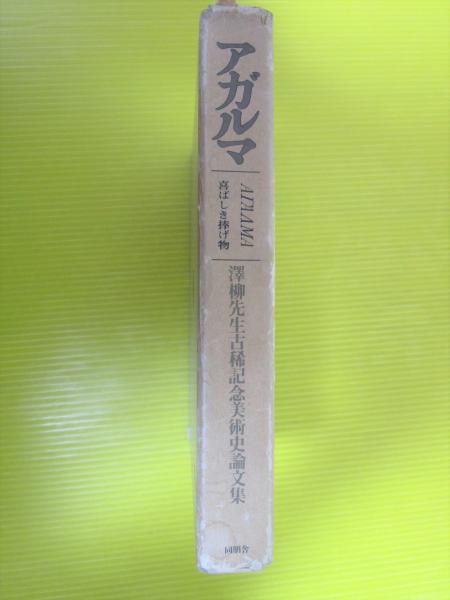 アガルマ
ΑΓΑΛΜΑ
喜ばしき捧げ物
澤柳先生古稀記念美術史論文集
同朋舎